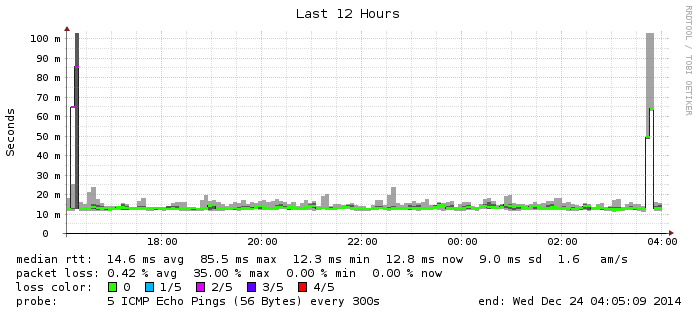 Last 12 Hours
RRDTOOL / TOBI OETIKER
Seconds
100 m
90 m
80 m
70 m
60 m
50 m
40 m
30 m
20 m
10 m
0
18:00 20:00 22:00 00:00 02:00 04:00
median rtt: 14.6 ms avg 85.5 ms max 12.3 ms min 12.8 ms now 9.0 ms sd 1.6 am/s
packet loss: 0.42 % avg 35.00 % max 0.00 % min 0.00 % now
loss color: 0 1/5 2/5 3/5 4/5
probe: 5 ICMP Echo Pings (56 Bytes) every 300s end: Wed Dec 24 04:05:09 2014